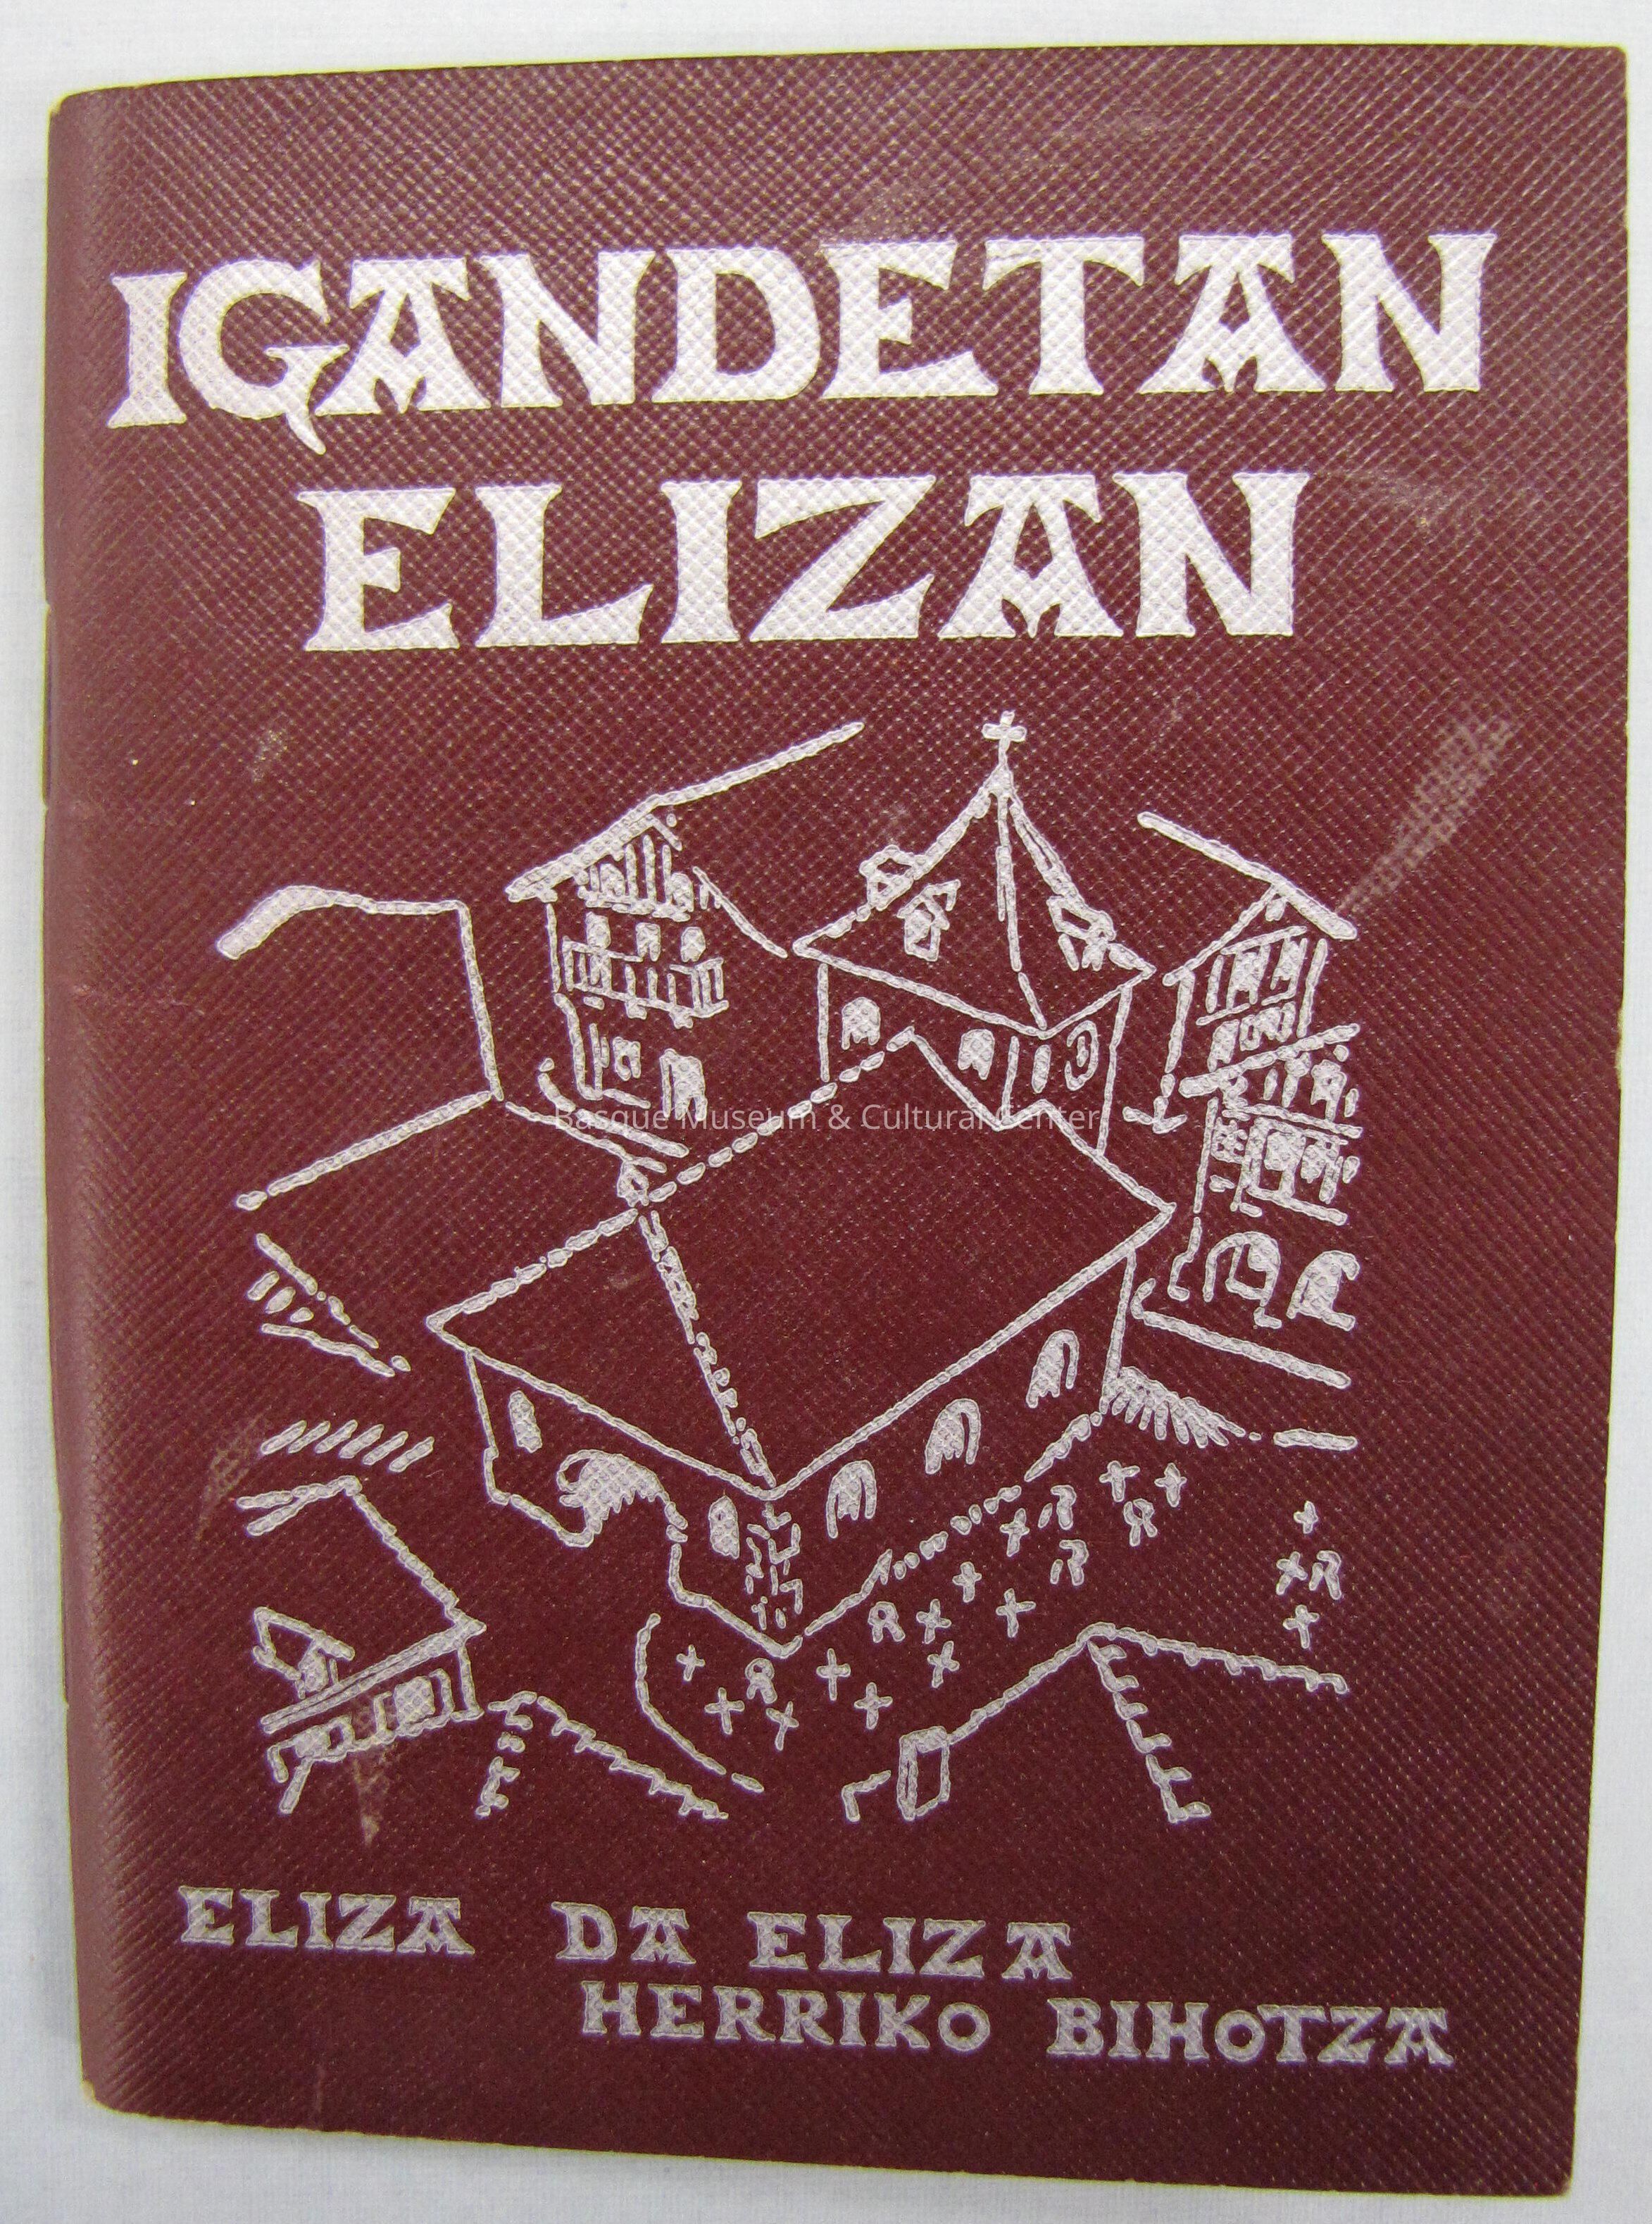 IGANDETAN
ELIZAN
Basque Museum & Cultural Center
ELIZA DA ELIZA
HERRIKO BIHOTZA